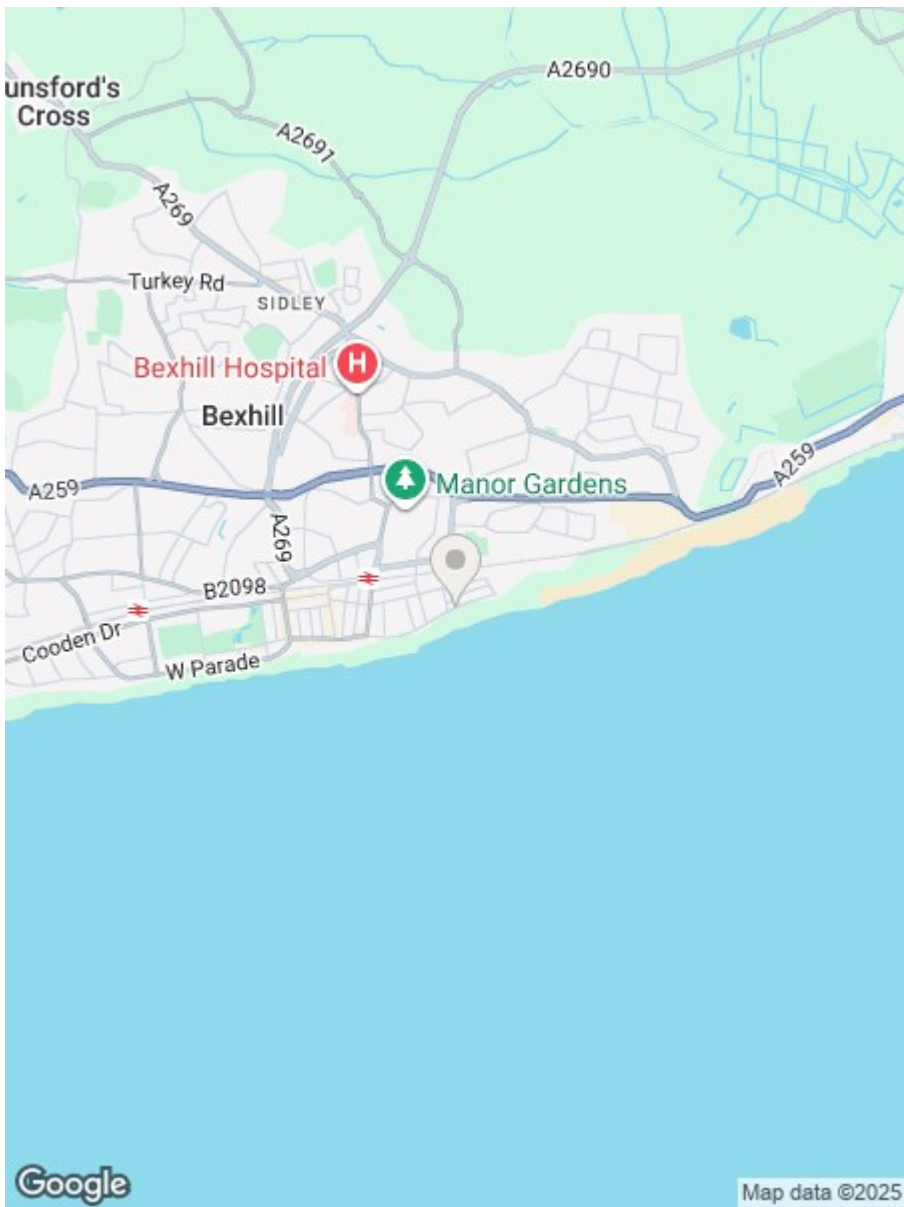 A2690
unsford's
Cross
A2691
A269
Turkey Rd
SIDLEY
Bexhill Hospital
H
Bexhill
A259
A259
Manor Gardens
A269
B2098
Cooden Dr
W Parade
Google
Map data ©2025